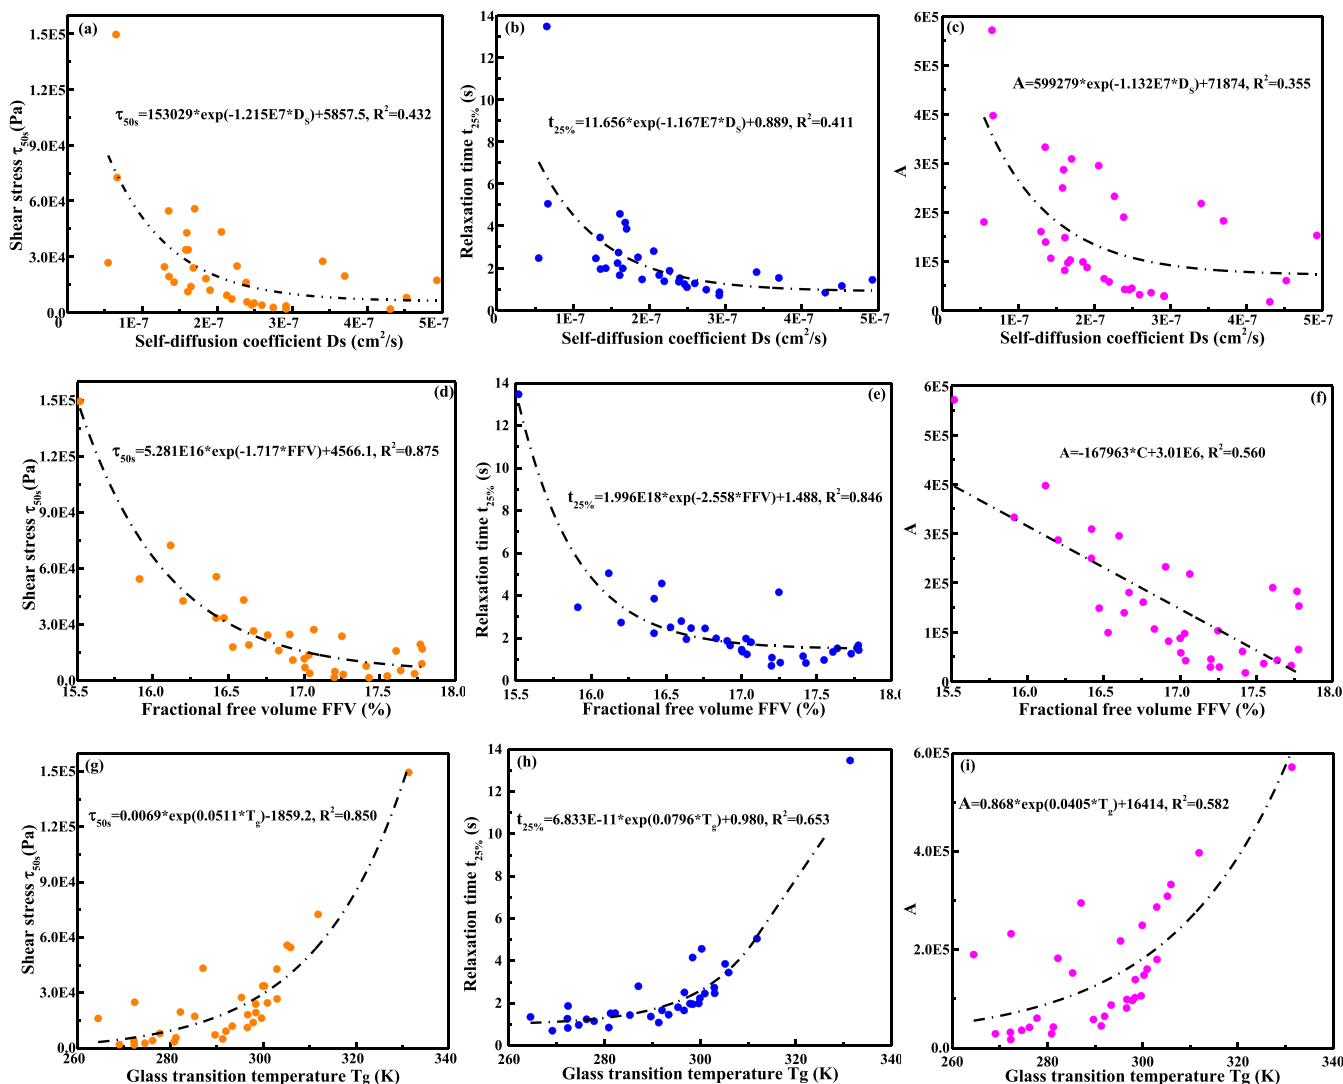 (a)
τ50s=153029*exp(-1.215E7*DS)+5857.5, R²=0.432
Shear stress τ50s(Pa)
1.5E5
1.2E5
9.0E4
6.0E4
3.0E4
0.0
0 1E-7 2E-7 3E-7 4E-7 5E-7
Self-diffusion coefficient Ds (cm²/s)
(b)
t25%=11.656*exp(-1.167E7*DS)+0.889, R²=0.411
Relaxation time t25% (s)
14
12
10
8
6
4
2
0
0 1E-7 2E-7 3E-7 4E-7 5E-7
Self-diffusion coefficient Ds (cm²/s)
(c)
A=599279*exp(-1.132E7*DS)+71874, R²=0.355
A
6E5
5E5
4E5
3E5
2E5
1E5
0
0 1E-7 2E-7 3E-7 4E-7 5E-7
Self-diffusion coefficient Ds (cm²/s)
(d)
τ50s=5.281E16*exp(-1.717*FFV)+4566.1, R²=0.875
Shear stress τ50s(Pa)
1.5E5
1.2E5
9.0E4
6.0E4
3.0E4
0.0
15.5 16.0 16.5 17.0 17.5 18.0
Fractional free volume FFV (%)
(e)
t25%=1.996E18*exp(-2.558*FFV)+1.488, R²=0.846
Relaxation time t25% (s)
14
12
10
8
6
4
2
0
15.5 16.0 16.5 17.0 17.5 18.0
Fractional free volume FFV (%)
(f)
A=-167963*C+3.01E6, R²=0.560
A
6E5
5E5
4E5
3E5
2E5
1E5
0
15.5 16.0 16.5 17.0 17.5 18.0
Fractional free volume FFV (%)
(g)
τ50s=0.0069*exp(0.0511*Tg)-1859.2, R²=0.850
Shear stress τ50s(Pa)
1.5E5
1.2E5
9.0E4
6.0E4
3.0E4
0.0
260 280 300 320 340
Glass transition temperature Tg (K)
(h)
t25%=6.833E-11*exp(0.0796*Tg)+0.980, R²=0.653
Relaxation time t25% (s)
14
12
10
8
6
4
2
0
260 280 300 320 340
Glass transition temperature Tg (K)
(i)
A=0.868*exp(0.0405*Tg)+16414, R²=0.582
A
6.0E5
4.0E5
2.0E5
0.0
260 280 300 320 340
Glass transition temperature Tg (K)